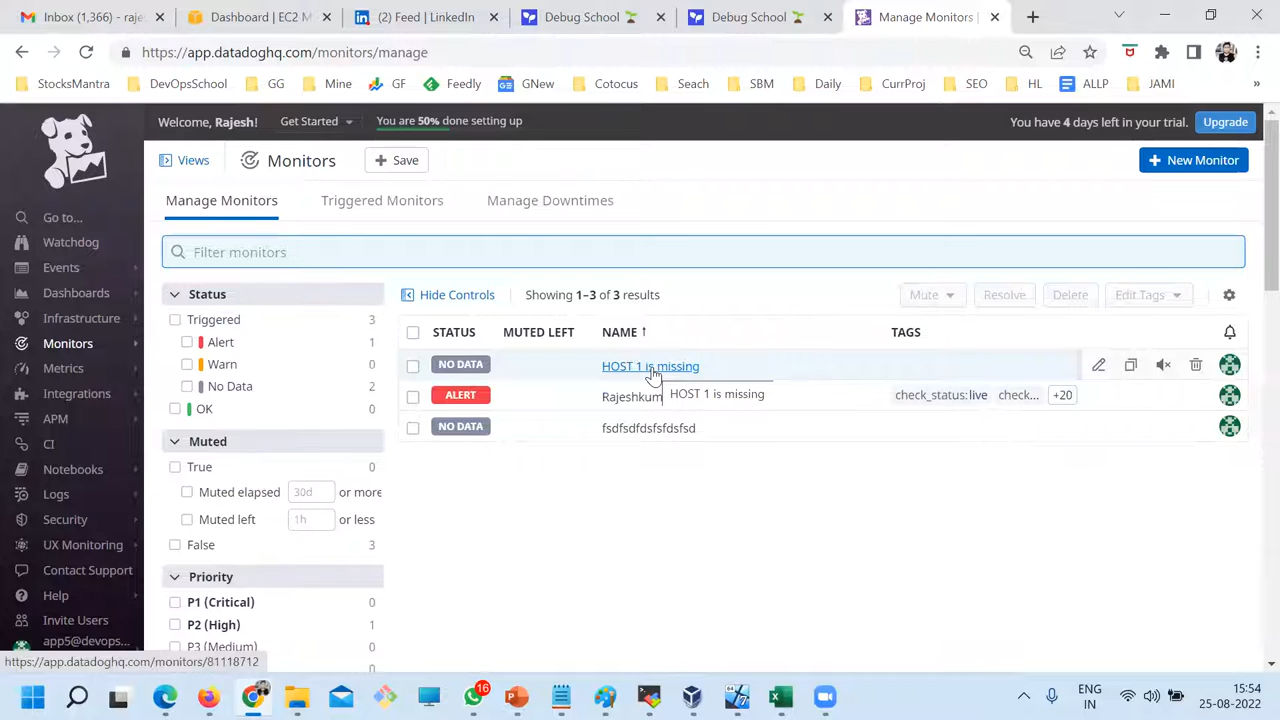 Inbox (1,366) - raje
Dashboard | EC2 M
(2) Feed | LinkedIn
Debug School
Debug School
Manage Monitors |
https://app.datadoghq.com/monitors/manage
StocksMantra
DevOpsSchool
GG
Mine
GF
Feedly
GNew
Cotocus
Seach
SBM
Daily
CurrProj
SEO
HL
ALLP
JAMI
»
Welcome, Rajesh!
Get Started
You are 50% done setting up
You have 4 days left in your trial.
Upgrade
Views
Monitors
+ Save
+ New Monitor
Manage Monitors
Triggered Monitors
Manage Downtimes
Go to...
Watchdog
Events
Dashboards
Infrastructure
Monitors
Metrics
Integrations
APM
CI
Notebooks
Logs
Security
UX Monitoring
Contact Support
Help
Invite Users
app5@devops...
Filter monitors
Status
Triggered 3
Alert 1
Warn 0
No Data 2
OK 0
Muted
True 0
Muted elapsed 30d or more
Muted left 1h or less
False 3
Priority
P1 (Critical) 0
P2 (High) 1
P3 (Medium) 0
0
Hide Controls
Showing 1–3 of 3 results
Mute
Resolve
Delete
Edit Tags
STATUS MUTED LEFT NAME ↑ TAGS
NO DATA HOST 1 is missing
HOST 1 is missing
ALERT Rajeshkum check_status:live check... +20
NO DATA fsdfsdfdsfsfdsfsd
https://app.datadoghq.com/monitors/81118712
16
ENG
IN
15:54
25-08-2022